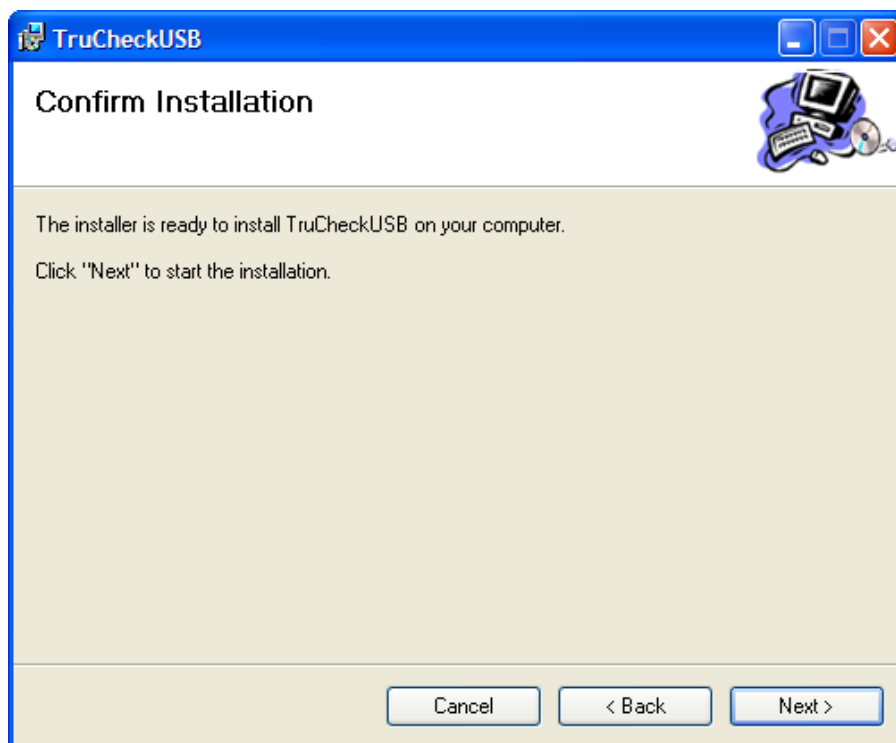 TruCheckUSB
Confirm Installation
The installer is ready to install TruCheckUSB on your computer.
Click "Next" to start the installation.
Cancel
< Back
Next >